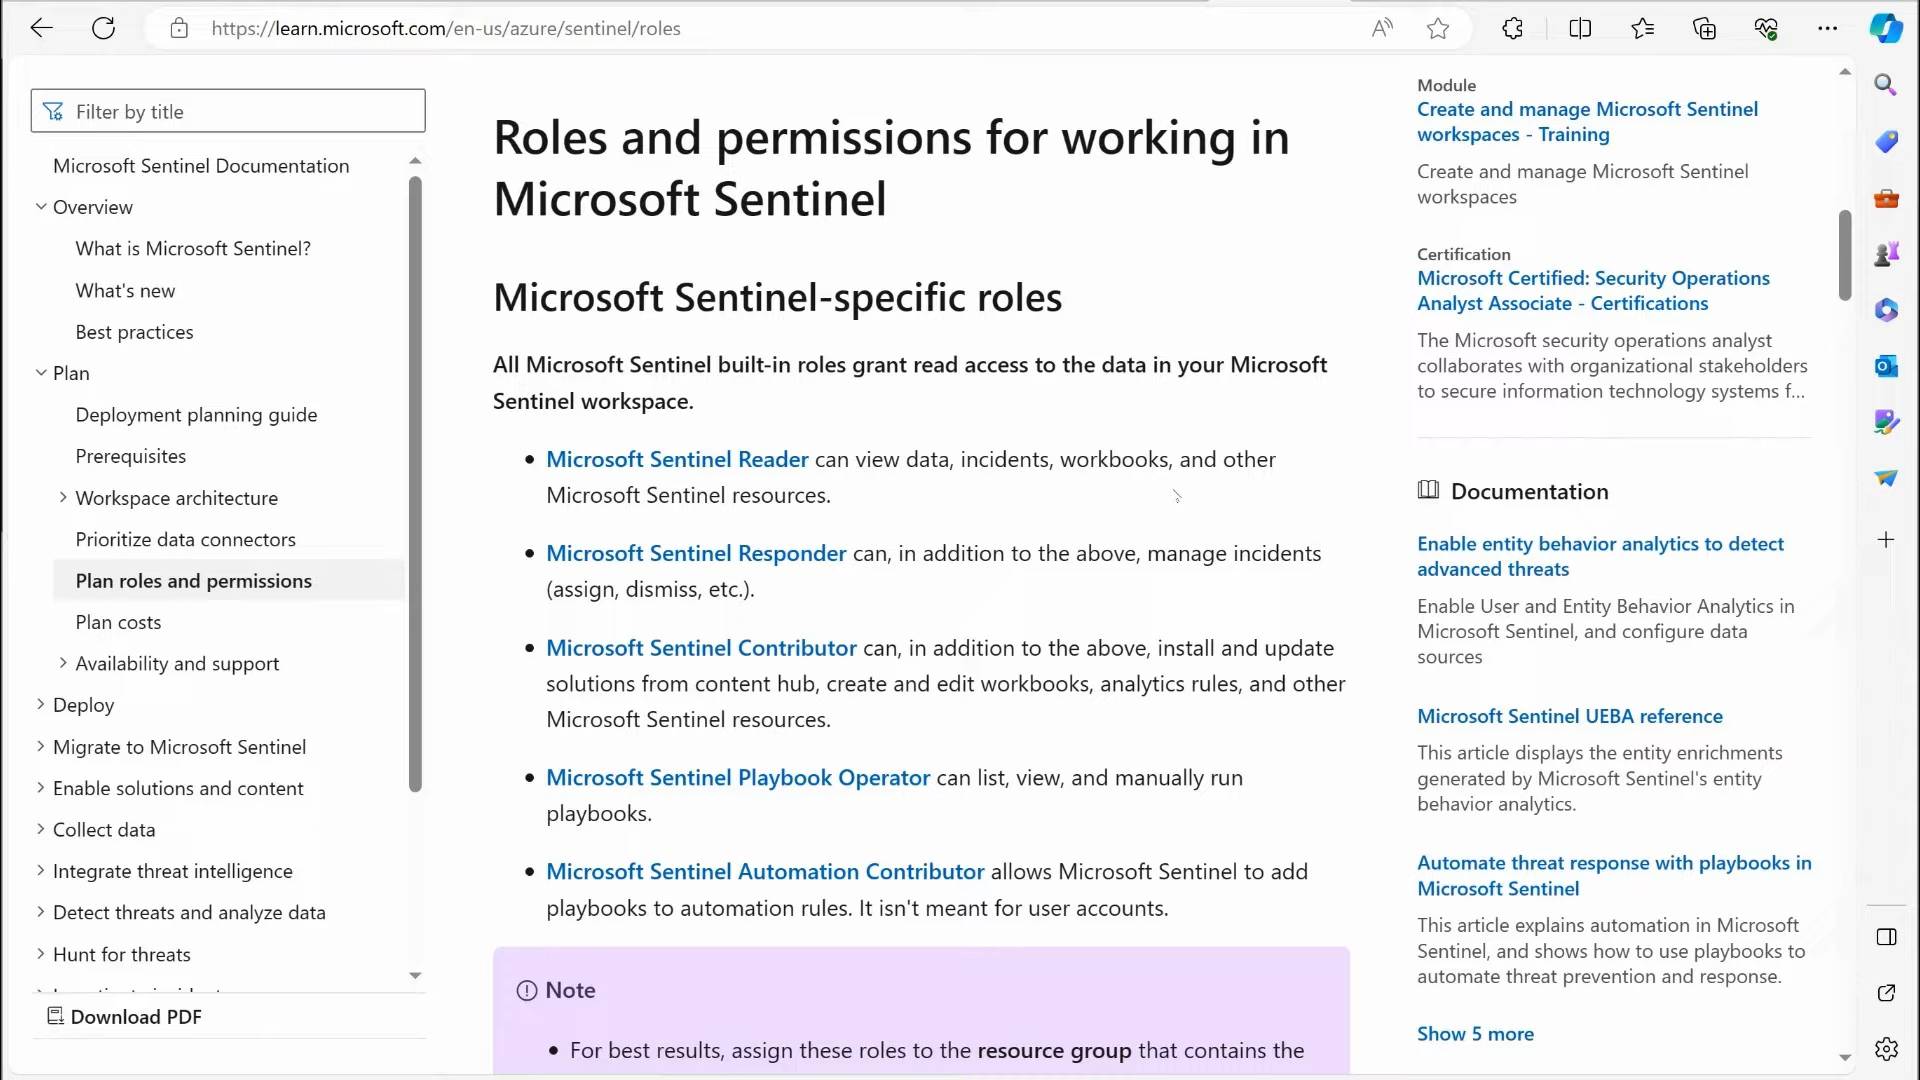 https://learn.microsoft.com/en-us/azure/sentinel/roles
Filter by title
Microsoft Sentinel Documentation
Overview
What is Microsoft Sentinel?
What's new
Best practices
Plan
Deployment planning guide
Prerequisites
Workspace architecture
Prioritize data connectors
Plan roles and permissions
Plan costs
Availability and support
Deploy
Migrate to Microsoft Sentinel
Enable solutions and content
Collect data
Integrate threat intelligence
Detect threats and analyze data
Hunt for threats
Download PDF
Roles and permissions for working in
Microsoft Sentinel
Microsoft Sentinel-specific roles
All Microsoft Sentinel built-in roles grant read access to the data in your Microsoft
Sentinel workspace.
• Microsoft Sentinel Reader can view data, incidents, workbooks, and other
Microsoft Sentinel resources.
• Microsoft Sentinel Responder can, in addition to the above, manage incidents
(assign, dismiss, etc.).
• Microsoft Sentinel Contributor can, in addition to the above, install and update
solutions from content hub, create and edit workbooks, analytics rules, and other
Microsoft Sentinel resources.
• Microsoft Sentinel Playbook Operator can list, view, and manually run
playbooks.
• Microsoft Sentinel Automation Contributor allows Microsoft Sentinel to add
playbooks to automation rules. It isn't meant for user accounts.
Note
• For best results, assign these roles to the resource group that contains the
Module
Create and manage Microsoft Sentinel
workspaces - Training
Create and manage Microsoft Sentinel
workspaces
Certification
Microsoft Certified: Security Operations
Analyst Associate - Certifications
The Microsoft security operations analyst
collaborates with organizational stakeholders
to secure information technology systems f...
Documentation
Enable entity behavior analytics to detect
advanced threats
Enable User and Entity Behavior Analytics in
Microsoft Sentinel, and configure data
sources
Microsoft Sentinel UEBA reference
This article displays the entity enrichments
generated by Microsoft Sentinel's entity
behavior analytics.
Automate threat response with playbooks in
Microsoft Sentinel
This article explains automation in Microsoft
Sentinel, and shows how to use playbooks to
automate threat prevention and response.
Show 5 more